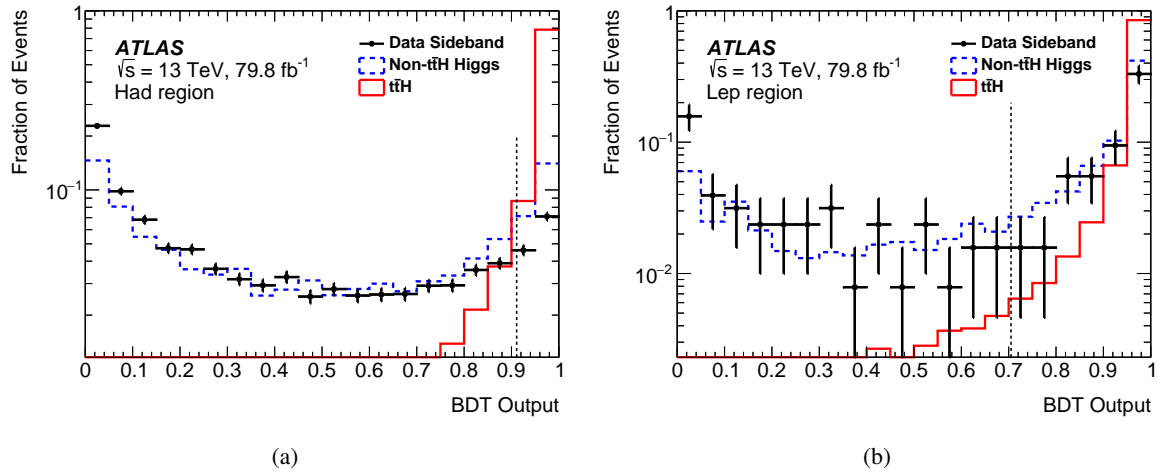 Fraction of Events
1
10⁻¹
ATLAS
√s = 13 TeV, 79.8 fb⁻¹
Had region
Data Sideband
Non-tt̄H Higgs
tt̄H
0 0.1 0.2 0.3 0.4 0.5 0.6 0.7 0.8 0.9 1
BDT Output
(a)
Fraction of Events
1
10⁻¹
10⁻²
ATLAS
√s = 13 TeV, 79.8 fb⁻¹
Lep region
Data Sideband
Non-tt̄H Higgs
tt̄H
0 0.1 0.2 0.3 0.4 0.5 0.6 0.7 0.8 0.9 1
BDT Output
(b)